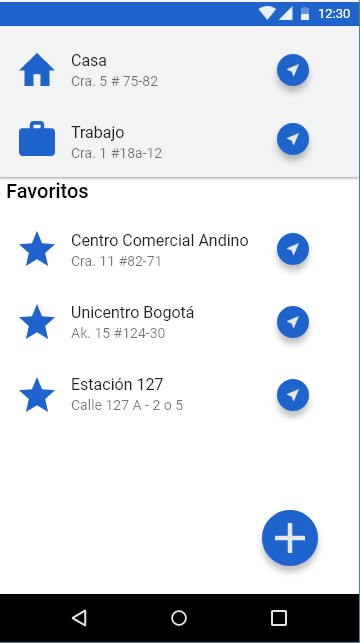 12:30
Casa
Cra. 5 # 75-82
Trabajo
Cra. 1 #18a-12
Favoritos
Centro Comercial Andino
Cra. 11 #82-71
Unicentro Bogotá
Ak. 15 #124-30
Estación 127
Calle 127 A - 2 o 5